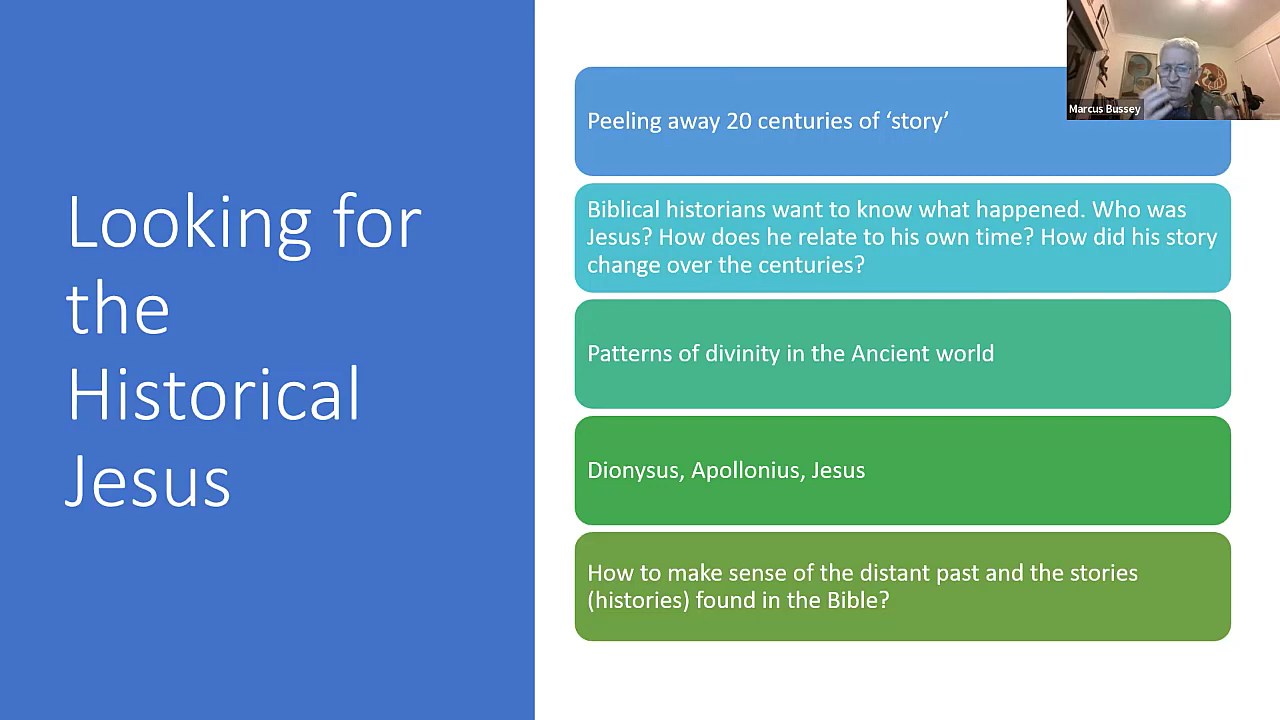 Looking for
the
Historical
Jesus
Peeling away 20 centuries of ‘story’
Biblical historians want to know what happened. Who was
Jesus? How does he relate to his own time? How did his story
change over the centuries?
Patterns of divinity in the Ancient world
Dionysus, Apollonius, Jesus
How to make sense of the distant past and the stories
(histories) found in the Bible?
Marcus Bussey